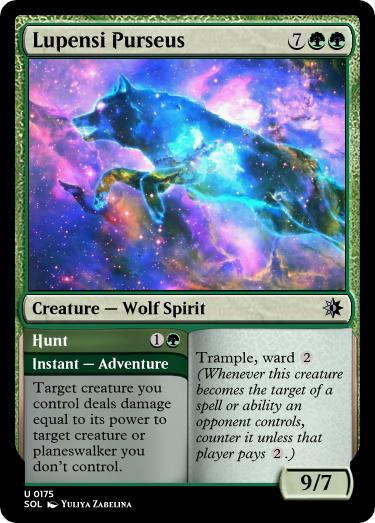 Lupensi Purseus 7
Creature — Wolf Spirit
Hunt 1
Instant — Adventure
Target creature you
control deals damage
equal to its power to
target creature or
planeswalker you
don't control.
Trample, ward 2
(Whenever this creature
becomes the target of a
spell or ability an
opponent controls,
counter it unless that
player pays 2.)
9/7
U 0175
SOL Yuliya Zabelina